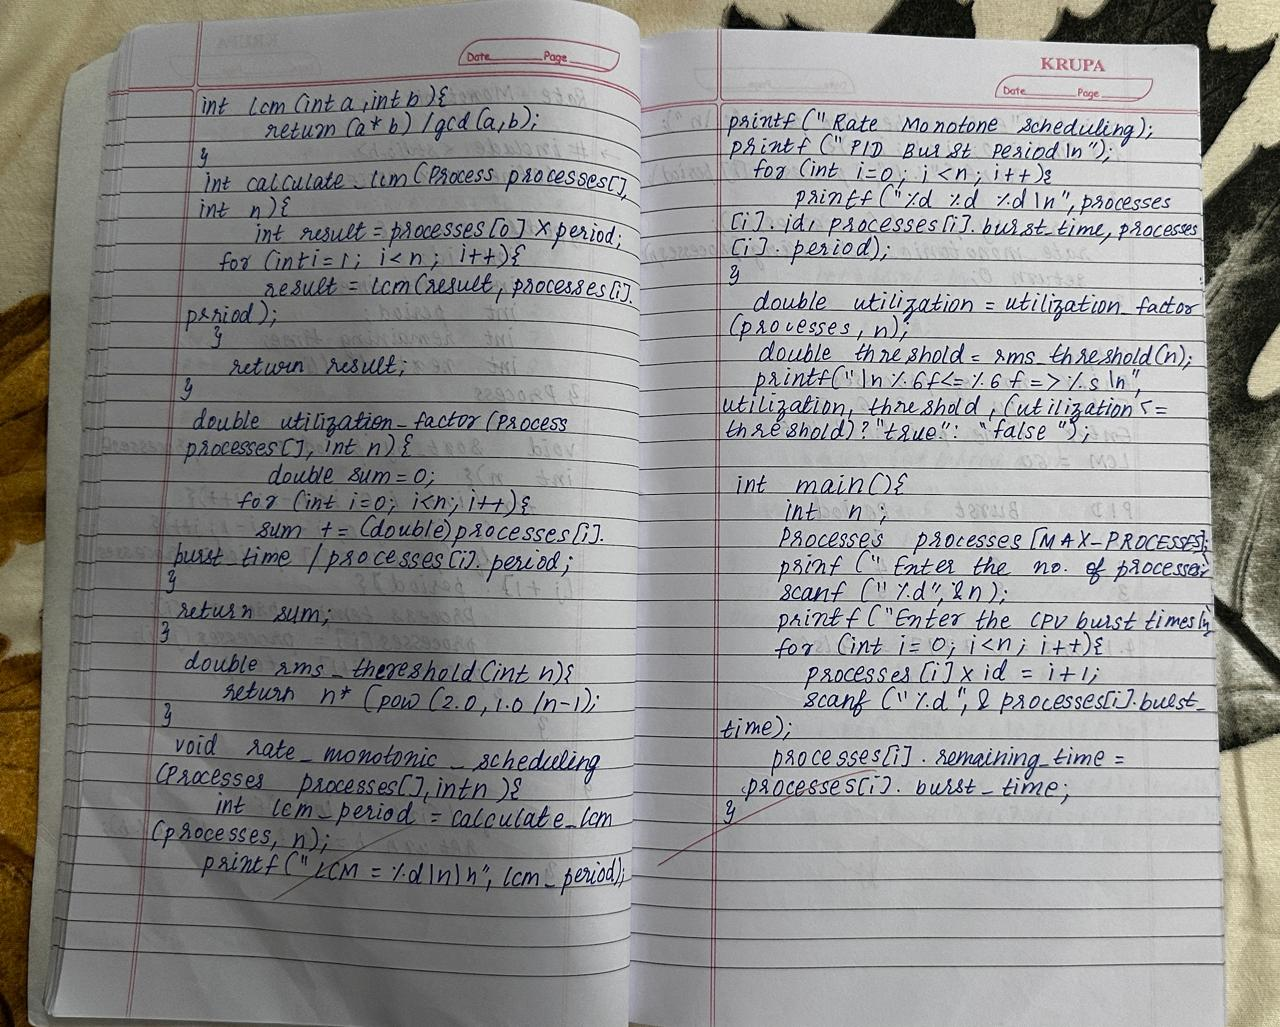 Date Page
int lcm (int a, int b){
return (a*b) /gcd(a,b);
}
int calculate_lcm (Process processes[],
int n){
int result = processes[0] X period;
for (int i=1; i<n; i++){
result = lcm(result, processes[i].
period);
}
return result;
}
double utilization_factor (Process
processes[], int n){
double sum=0;
for (int i=0; i<n; i++){
sum += (double)processes[i].
burst_time / processes[i]. period;
}
return sum;
}
double rms_thereshold (int n){
return n* (pow (2.0, 1.0/n-1);
}
void rate_monotonic_scheduling
(Processes processes[], int n){
int lcm_period = calculate_lcm
(processes, n);
printf (" LCM = %d\n\n", lcm_period);
KRUPA
Date Page
printf ("Rate Monotone scheduling);
printf ("PID Burst Period\n");
for (int i=0; i<n; i++){
printf ("%d %d %d\n", processes
[i]. id, processes[i]. burst_time, processes
[i]. period);
}
double utilization = utilization_factor
(processes, n);
double threshold = rms_threshold(n);
printf("\n %.6f<= %.6f => %.s\n",
utilization, threshold, (utilization <=
threshold)? "true": "false");
int main(){
int n;
Processes processes [MAX-PROCESSES];
prinf ("Enter the no. of processes
scanf ("%d", &n);
printf ("Enter the CPU burst times\n
for (int i=0; i<n; i++){
processes [i] X id = i+1;
scanf ("%d", & processes[i]. burst_
time);
processes[i]. remaining_time =
processes[i]. burst_time;
}